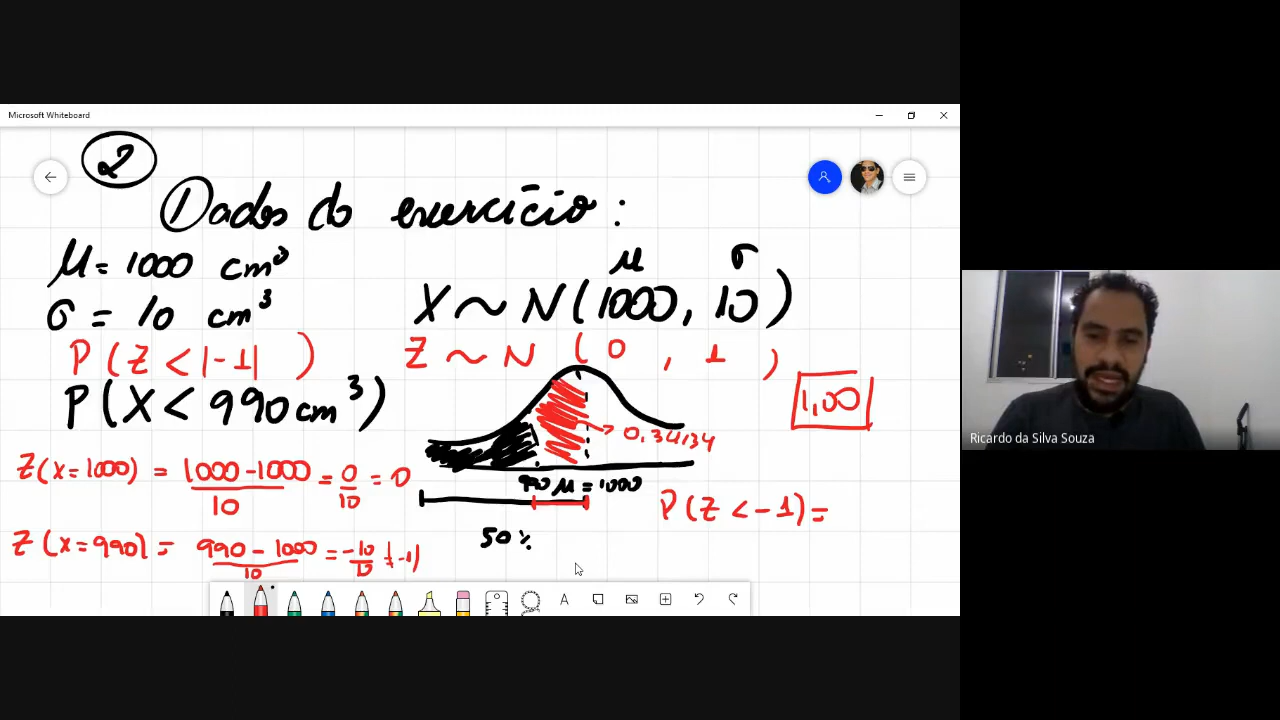 Microsoft Whiteboard
2
Dados do exercício :
μ = 1000 cm³
σ = 10 cm³
P ( Z < |-1| )
P ( X < 990 cm³ )
μ σ
X ~ N ( 1000 , 10 )
Z ~ N ( 0 , 1 )
1,00
0,34134
990 μ = 1000
50 %
P ( Z < -1 ) =
Z ( X = 1000 ) = 1000 - 1000 / 10 = 0 / 10 = 0
Z ( X = 990 ) = 990 - 1000 / 10 = -10 / 10
A
Ricardo da Silva Souza